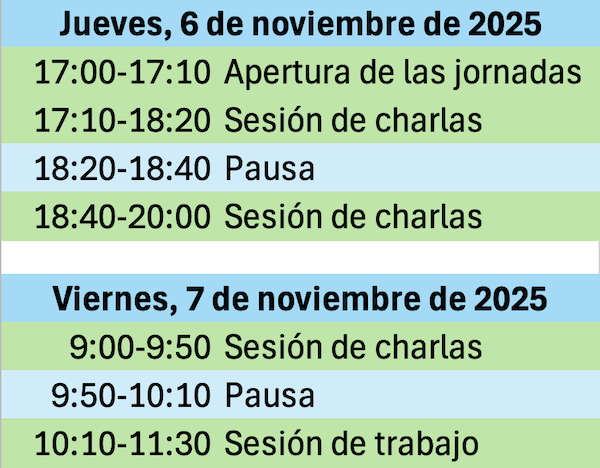 Jueves, 6 de noviembre de 2025
17:00-17:10 Apertura de las jornadas
17:10-18:20 Sesión de charlas
18:20-18:40 Pausa
18:40-20:00 Sesión de charlas
Viernes, 7 de noviembre de 2025
9:00-9:50 Sesión de charlas
9:50-10:10 Pausa
10:10-11:30 Sesión de trabajo